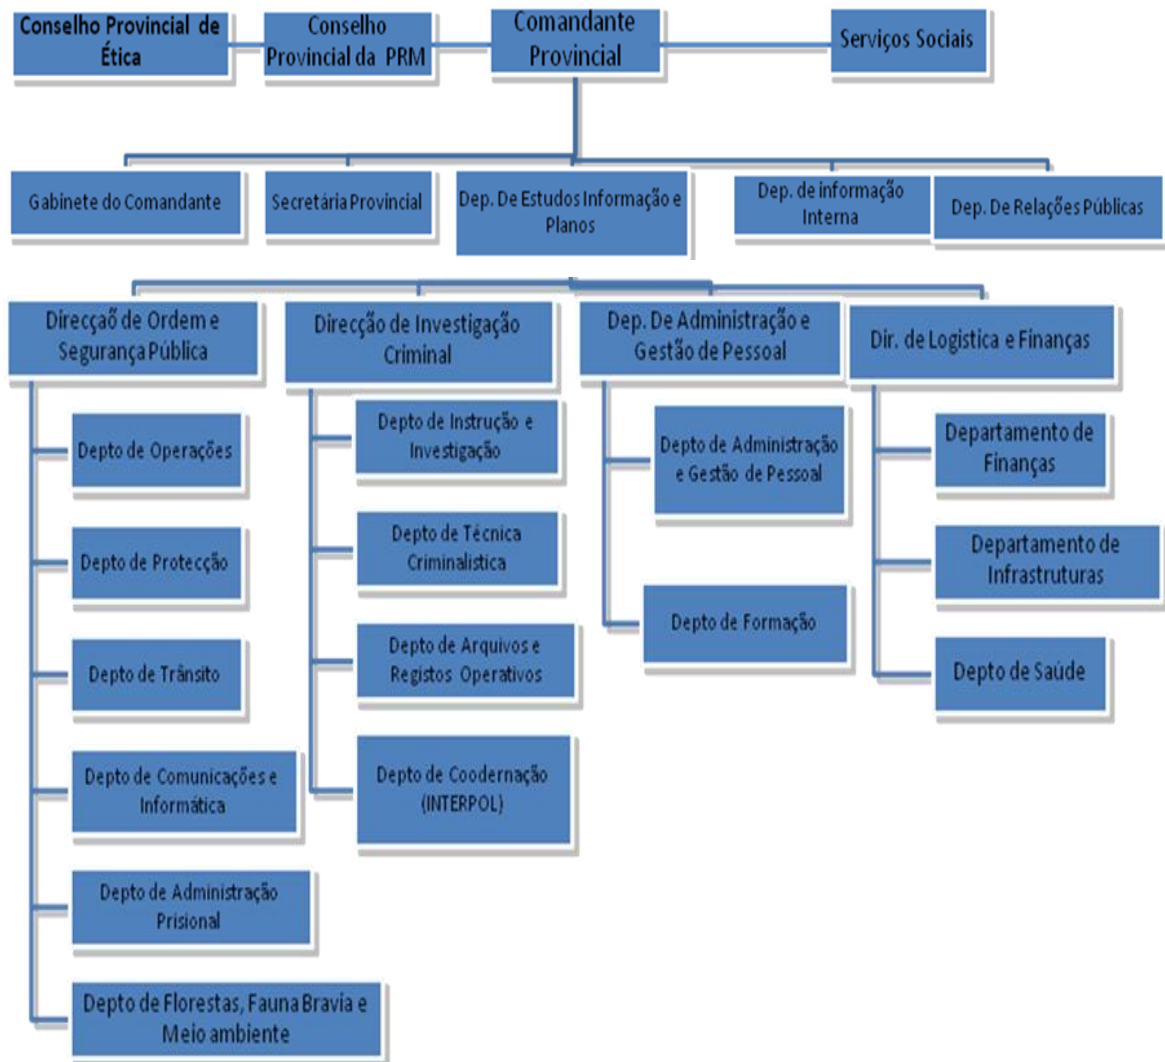 Conselho Provincial de
Ética
Conselho
Provincial da PRM
Comandante
Provincial
Serviços Sociais
Gabinete do Comandante
Secretária Provincial
Dep. De Estudos Informação e
Planos
Dep. de informação
Interna
Dep. De Relações Públicas
Direcçaõ de Ordem e
Segurança Pública
Depto de Operações
Depto de Protecção
Depto de Trânsito
Depto de Comunicações e
Informática
Depto de Administração
Prisional
Depto de Florestas, Fauna Bravia e
Meio ambiente
Direcção de Investigação
Criminal
Depto de Instrução e
Investigação
Depto de Técnica
Criminalistica
Depto de Arquivos e
Registos Operativos
Depto de Coodernação
(INTERPOL)
Dep. De Administração e
Gestão de Pessoal
Depto de Administração
e Gestão de Pessoal
Depto de Formação
Dir. de Logistica e Finanças
Departamento de
Finanças
Departamento de
Infrastruturas
Depto de Saúde